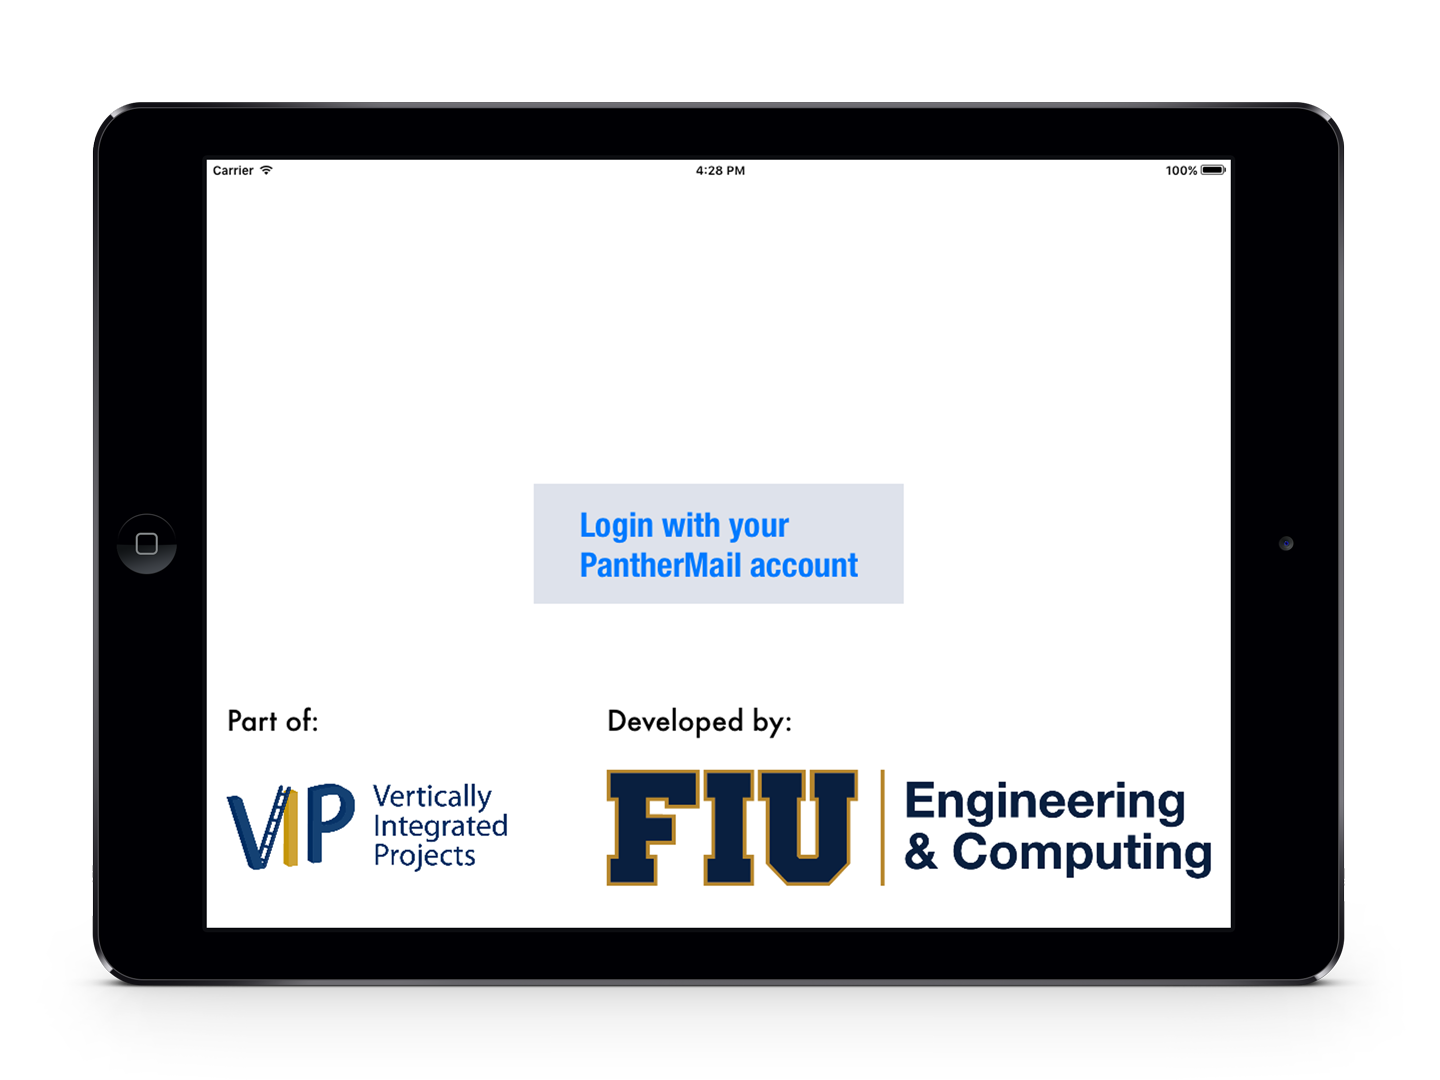 Carrier 4:28 PM 100%
Login with your
PantherMail account
Part of:
Developed by:
VIP
Vertically
Integrated
Projects
FIU
Engineering
& Computing